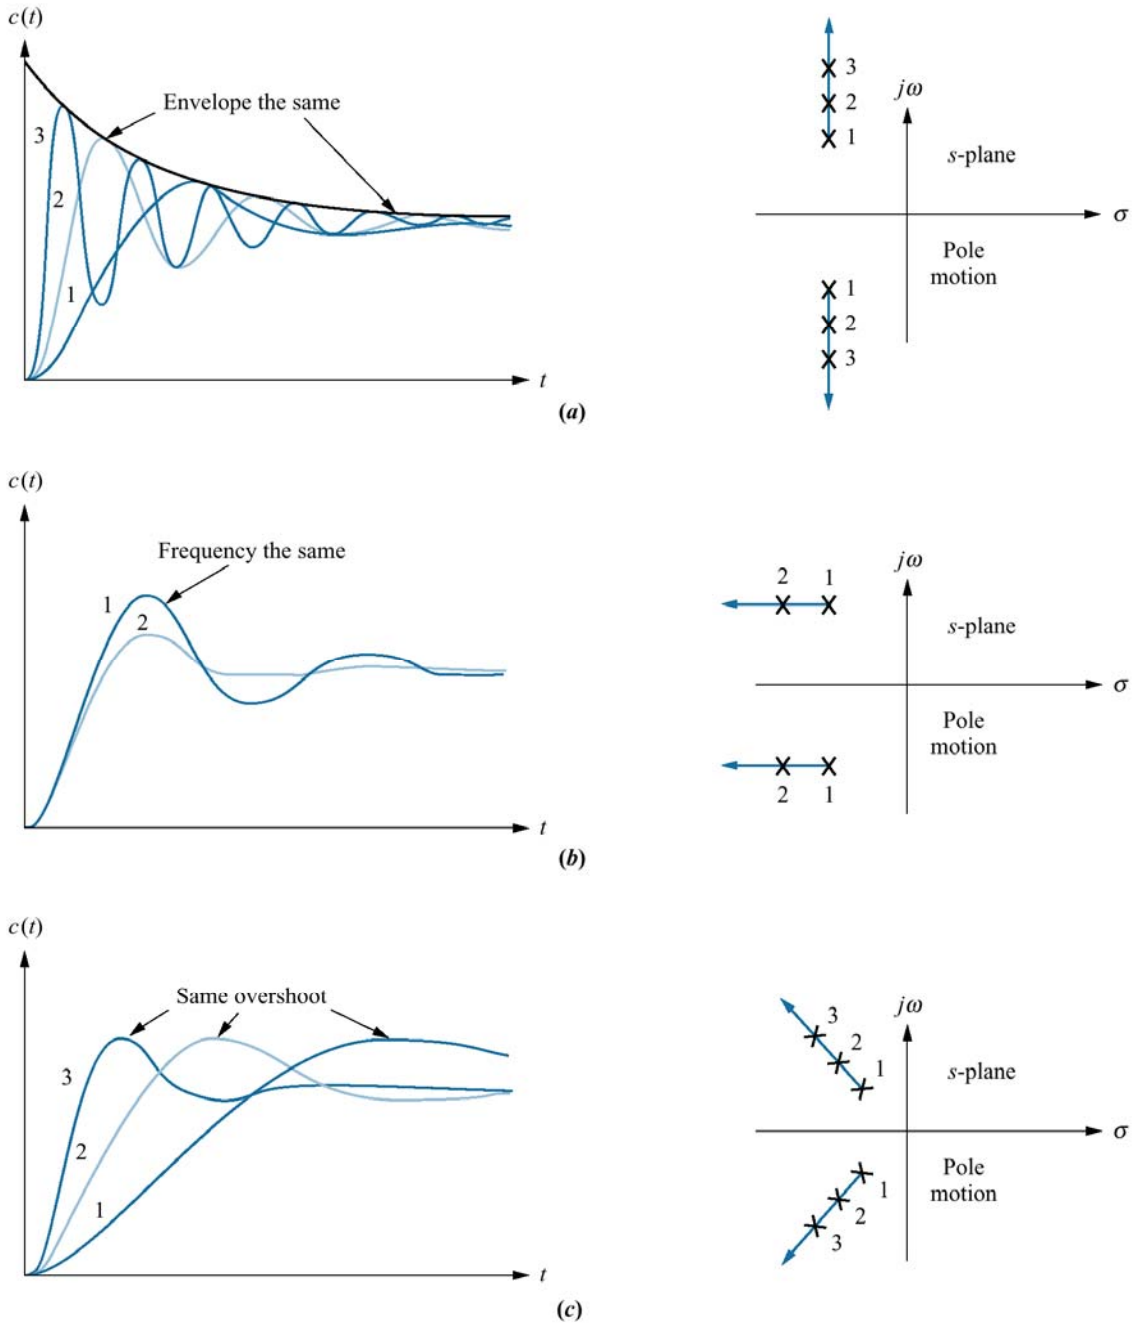 c(t)
Envelope the same
3
2
1
t
3
2
1
jω
s-plane
σ
Pole
motion
1
2
3
(a)
c(t)
Frequency the same
1
2
t
2 1
jω
s-plane
σ
Pole
motion
2 1
(b)
c(t)
Same overshoot
3
2
1
t
3
2
1
jω
s-plane
σ
Pole
motion
1
2
3
(c)